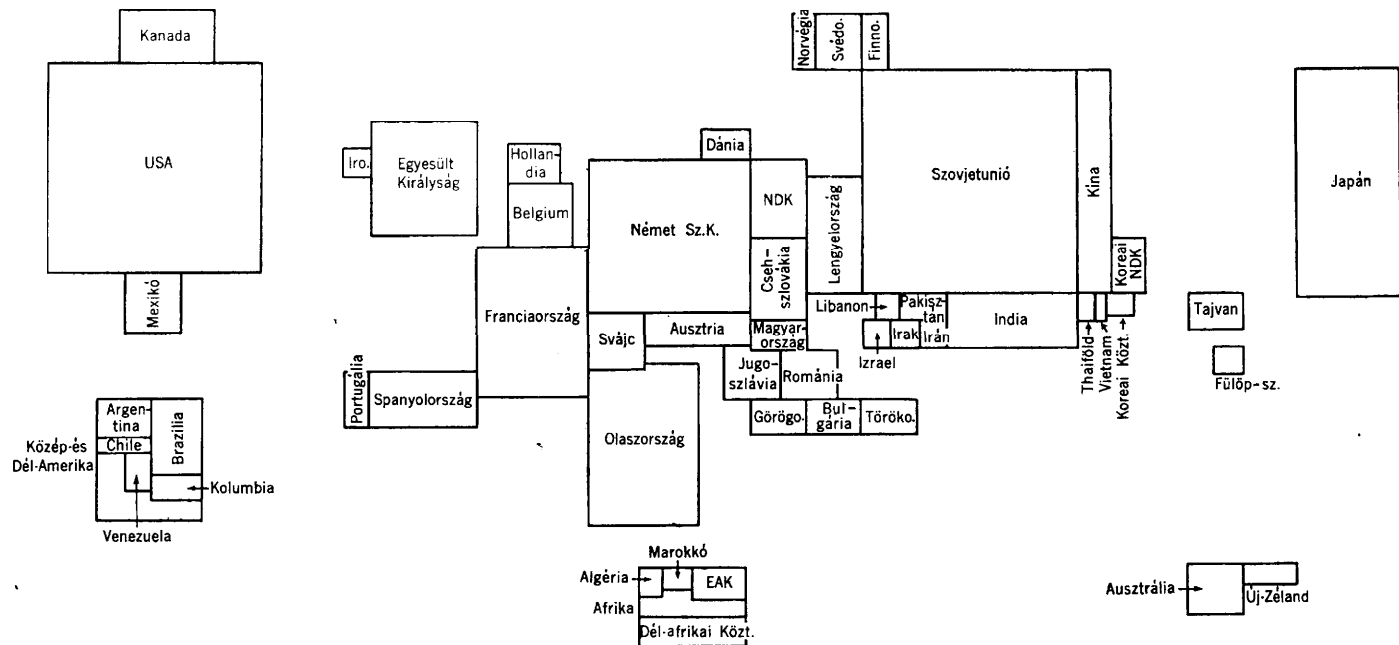 Kanada
USA
Mexikó
Közép-és
Dél-Amerika
Argen-
tina
Chile
Brazília
Kolumbia
Venezuela
Iro.
Egyesült
Királyság
Hollan-
dia
Belgium
Franciaország
Portugália
Spanyolország
Dánia
Német Sz.K.
NDK
Cseh-
szlovákia
Lengyelország
Svájc
Ausztria
Magyar-
ország
Olaszország
Jugo-
szlávia
Románia
Görögo.
Bul-
gária
Töröko.
Norvégia
Svédo.
Finno.
Szovjetunió
Kína
Koreai
NDK
Libanon
Izrael
Irak
Pakisz-
tán
Irán
India
Thaiföld
Vietnam
Koreai Közt.
Japán
Tajvan
Fülöp-sz.
Marokkó
Algéria
EAK
Afrika
Dél-afrikai Közt.
Ausztrália
Új-Zéland